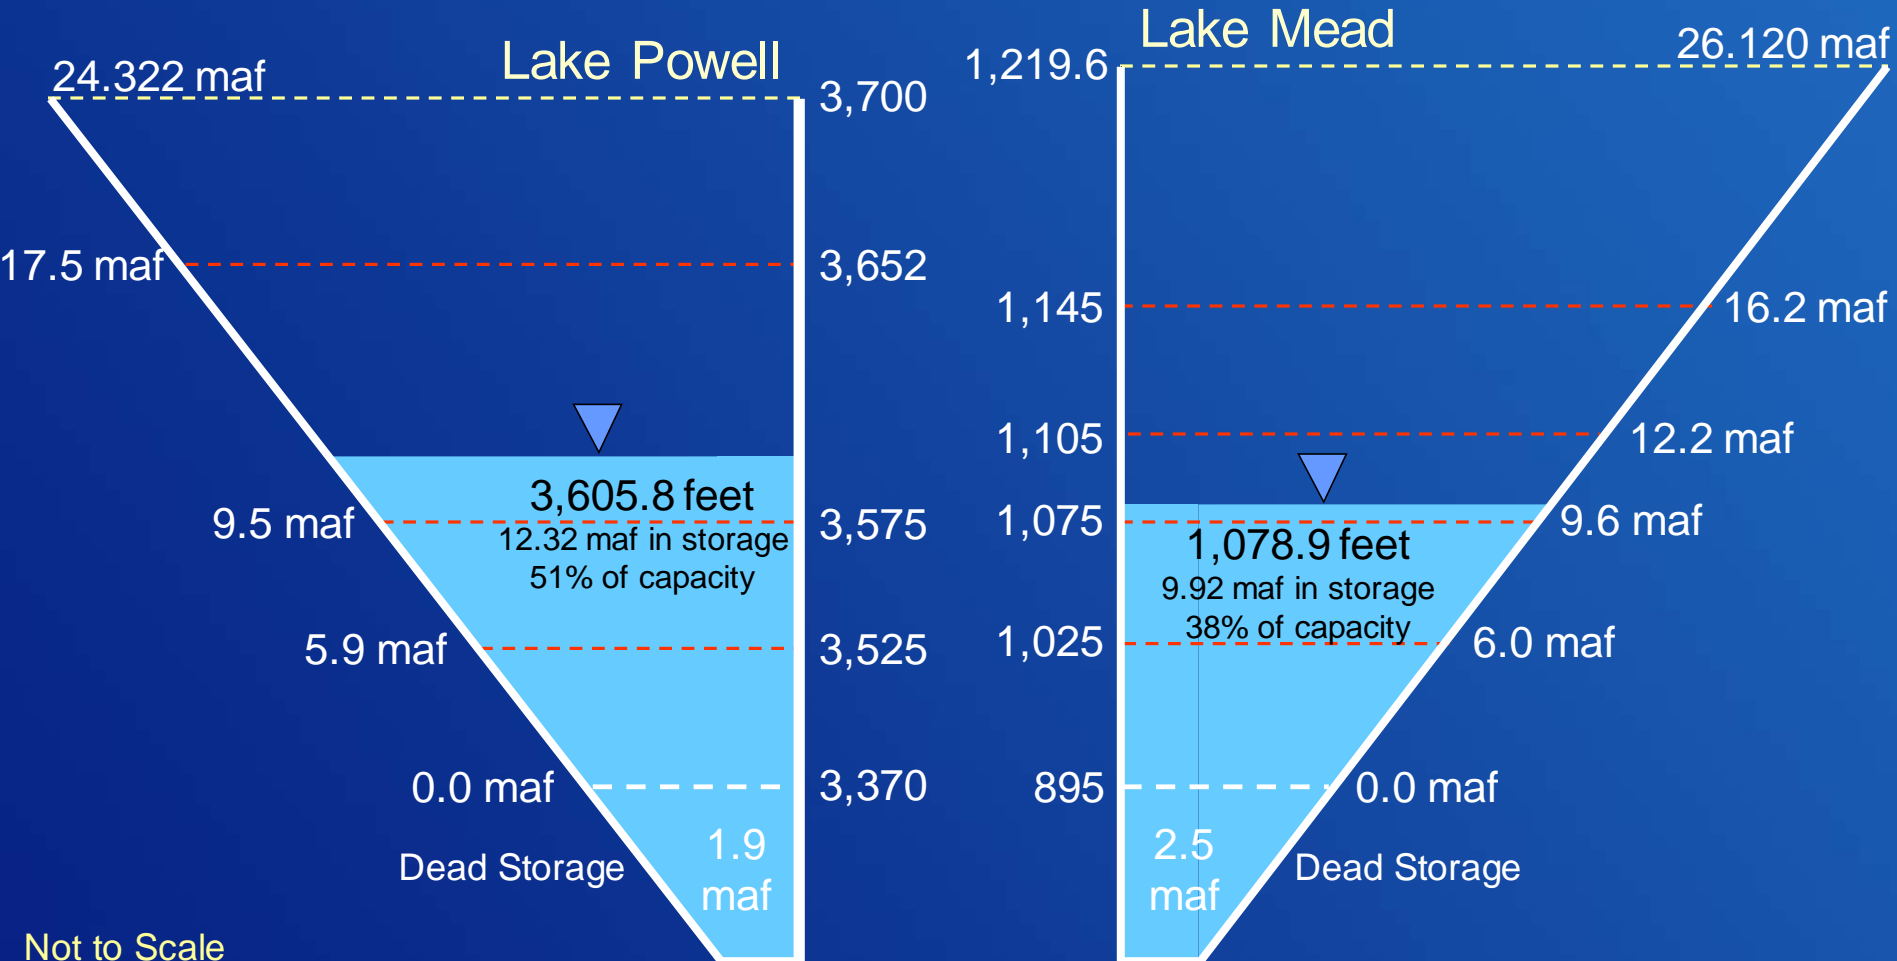 Lake Powell
24.322 maf
3,700
17.5 maf
3,652
3,605.8 feet
12.32 maf in storage
51% of capacity
9.5 maf
3,575
5.9 maf
3,525
0.0 maf
3,370
1.9
maf
Dead Storage
Not to Scale
Lake Mead
1,219.6
26.120 maf
1,145
16.2 maf
1,105
12.2 maf
1,075
9.6 maf
1,078.9 feet
9.92 maf in storage
38% of capacity
1,025
6.0 maf
895
0.0 maf
2.5
maf
Dead Storage